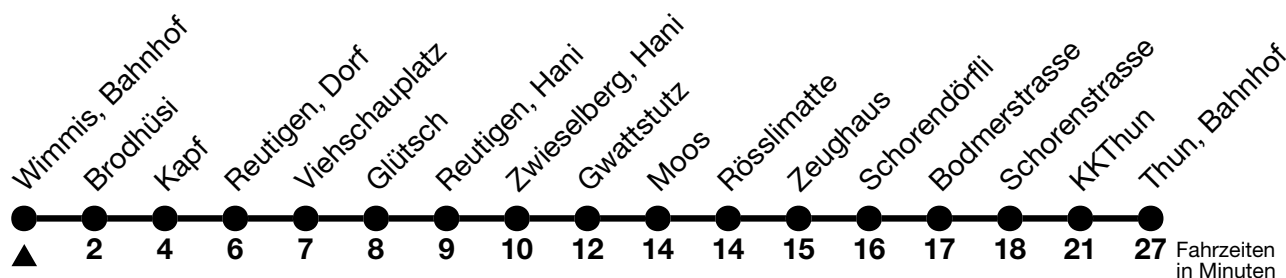 Wimmis, Bahnhof
Brodhüsi
Kapf
Reutigen, Dorf
Viehschauplatz
Glütsch
Reutigen, Hani
Zwieselberg, Hani
Gwattstutz
Moos
Rösslimatte
Zeughaus
Schorendörfli
Bodmerstrasse
Schorenstrasse
KKThun
Thun, Bahnhof
2 4 6 7 8 9 10 12 14 14 15 16 17 18 21 27 Fahrzeiten
in Minuten